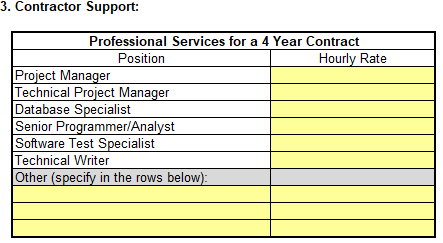 3. Contractor Support:
Professional Services for a 4 Year Contract
Position Hourly Rate
Project Manager
Technical Project Manager
Database Specialist
Senior Programmer/Analyst
Software Test Specialist
Technical Writer
Other (specify in the rows below):